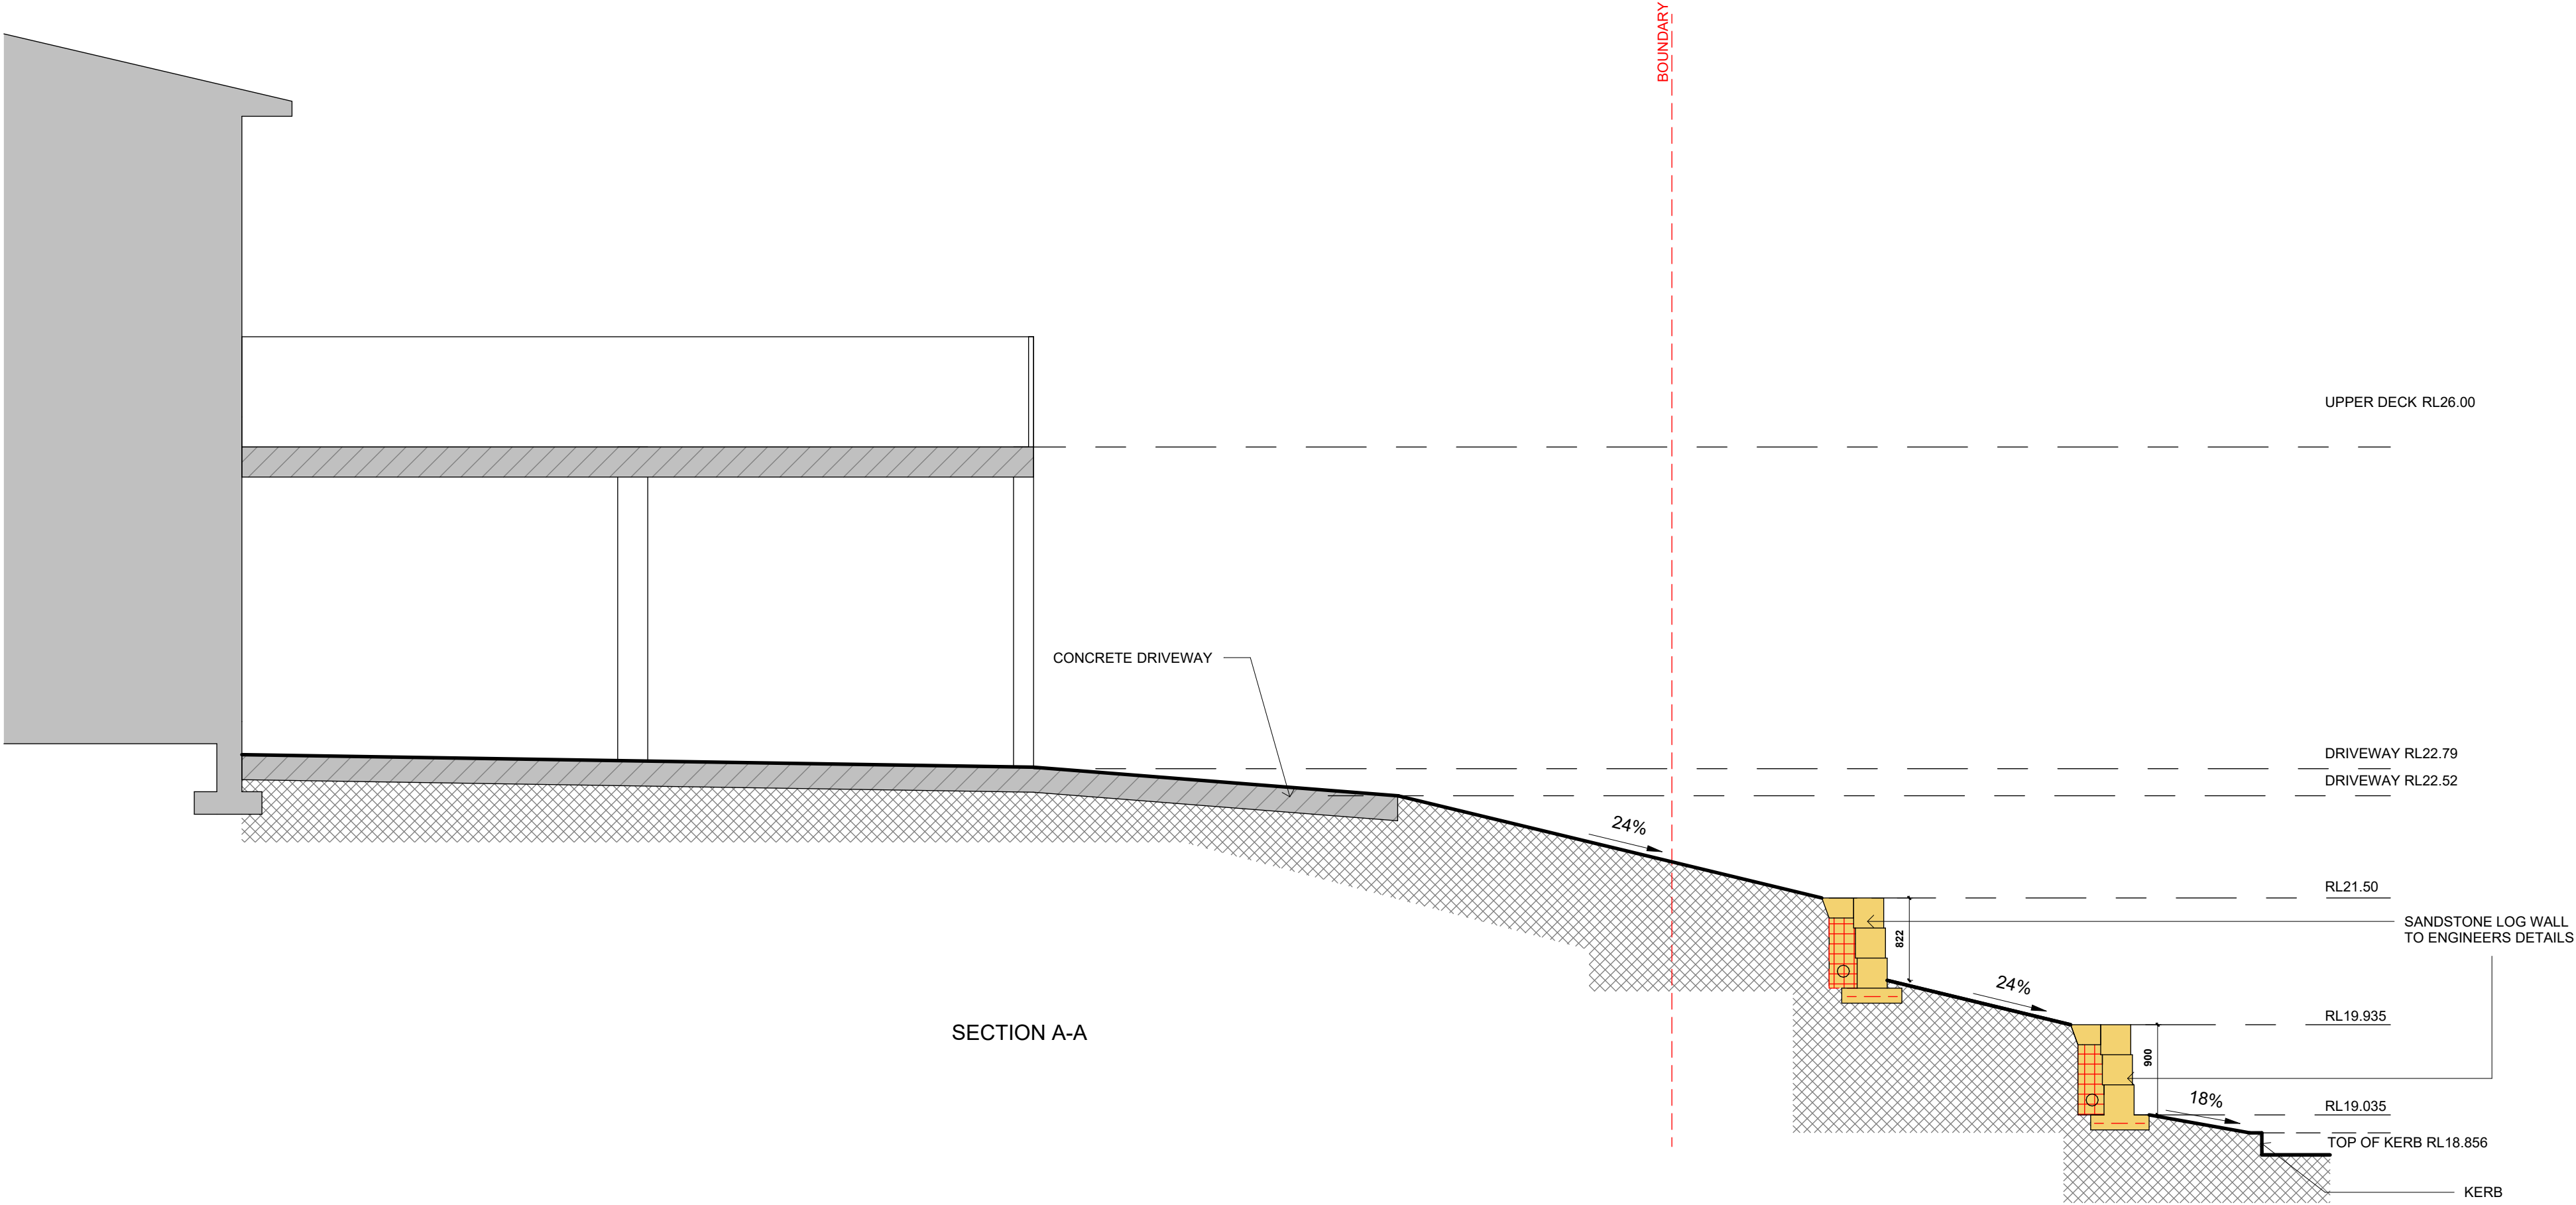 BOUNDARY
UPPER DECK RL26.00
CONCRETE DRIVEWAY
DRIVEWAY RL22.79
DRIVEWAY RL22.52
24%
RL21.50
SANDSTONE LOG WALL
TO ENGINEERS DETAILS
822
24%
RL19.935
SECTION A-A
900
18%
RL19.035
TOP OF KERB RL18.856
KERB